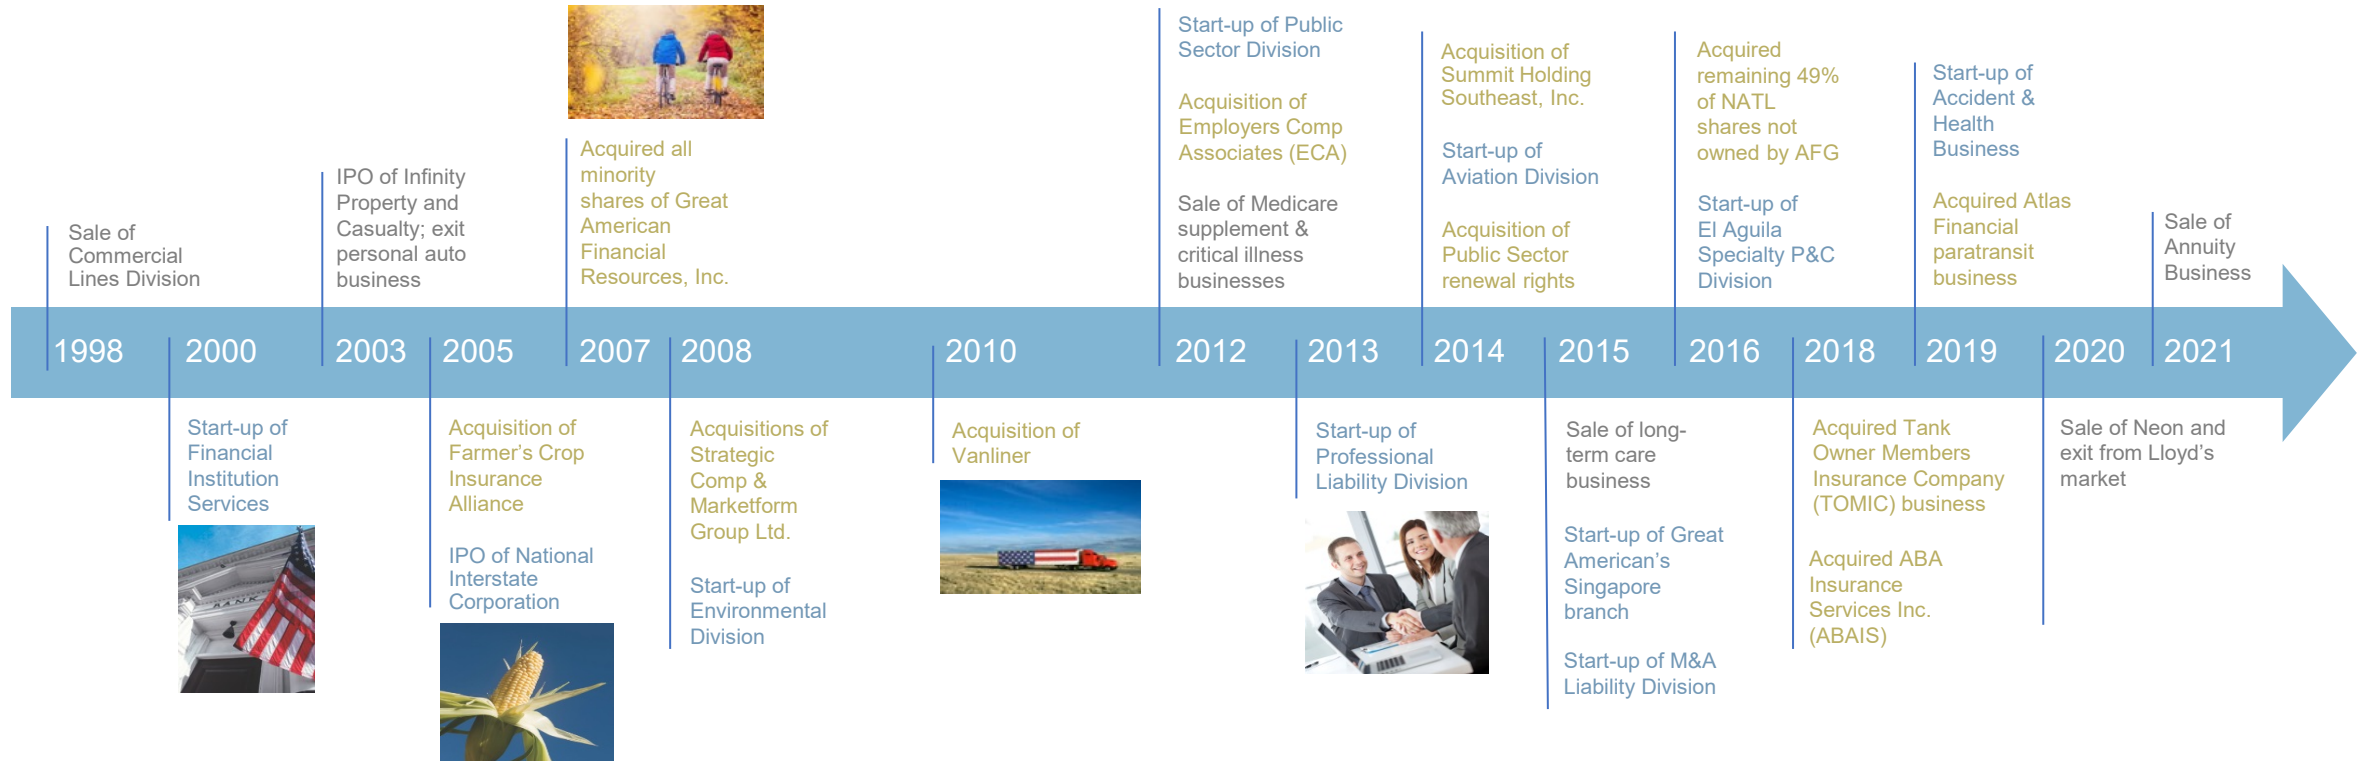 Sale of
Commercial
Lines Division
IPO of Infinity
Property and
Casualty; exit
personal auto
business
Acquired all
minority
shares of Great
American
Financial
Resources, Inc.
Start-up of Public
Sector Division
Acquisition of
Employers Comp
Associates (ECA)
Sale of Medicare
supplement &
critical illness
businesses
Acquisition of
Summit Holding
Southeast, Inc.
Start-up of
Aviation Division
Acquisition of
Public Sector
renewal rights
Acquired
remaining 49%
of NATL
shares not
owned by AFG
Start-up of
El Aguila
Specialty P&C
Division
Start-up of
Accident &
Health
Business
Acquired Atlas
Financial
paratransit
business
Sale of
Annuity
Business
1998 2000 2003 2005 2007 2008 2010 2012 2013 2014 2015 2016 2018 2019 2020 2021
Start-up of
Financial
Institution
Services
BANK
Acquisition of
Farmer’s Crop
Insurance
Alliance
IPO of National
Interstate
Corporation
Acquisitions of
Strategic
Comp &
Marketform
Group Ltd.
Start-up of
Environmental
Division
Acquisition of
Vanliner
Start-up of
Professional
Liability Division
Sale of long-
term care
business
Start-up of Great
American’s
Singapore
branch
Start-up of M&A
Liability Division
Acquired Tank
Owner Members
Insurance Company
(TOMIC) business
Acquired ABA
Insurance
Services Inc.
(ABAIS)
Sale of Neon and
exit from Lloyd’s
market